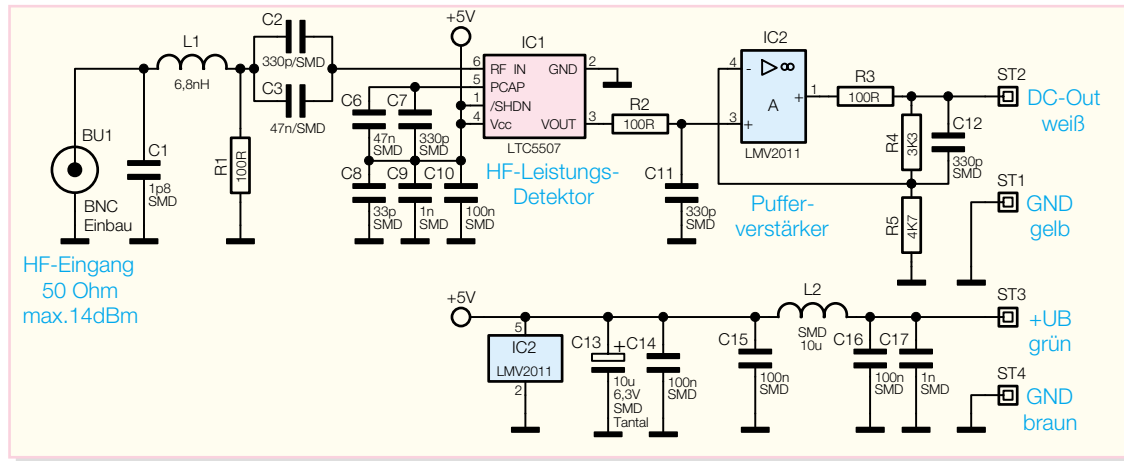 +5V
C2
330p/SMD
L1
6,8nH
C3
47n/SMD
BU1
BNC
Einbau
C1
1p8
SMD
R1
100R
HF-Eingang
50 Ohm
max.14dBm
C6
47n
SMD
C7
330p
SMD
C8
33p
SMD
C9
1n
SMD
C10
100n
SMD
IC1
6
RF IN
GND
2
5
PCAP
1
/SHDN
4
Vcc
VOUT
3
LTC5507
HF-Leistungs-
Detektor
R2
100R
C11
330p
SMD
IC2
4
-
▷∞
A
+
1
3
+
LMV2011
Puffer-
verstärker
R3
100R
R4
3K3
C12
330p
SMD
R5
4K7
ST2
DC-Out
weiß
ST1
GND
gelb
+5V
5
IC2
LMV2011
2
C13
+
10u
6,3V
SMD
Tantal
C14
100n
SMD
C15
100n
SMD
L2
SMD
10u
C16
100n
SMD
C17
1n
SMD
ST3
+UB
grün
ST4
GND
braun